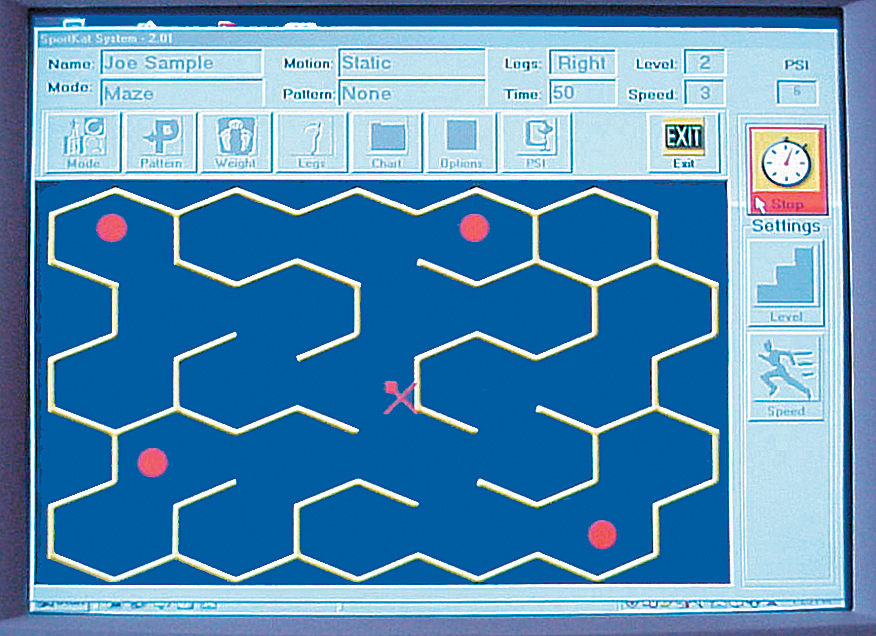 SportKat System - 2.01
Name: Joe Sample Motion: Static Legs: Right Level: 2 PSI
Mode: Maze Pattern: None Time: 50 Speed: 3
Mode Pattern Weight Legs Chart Options PSI EXIT Exit
Stop
Settings
Level
Speed